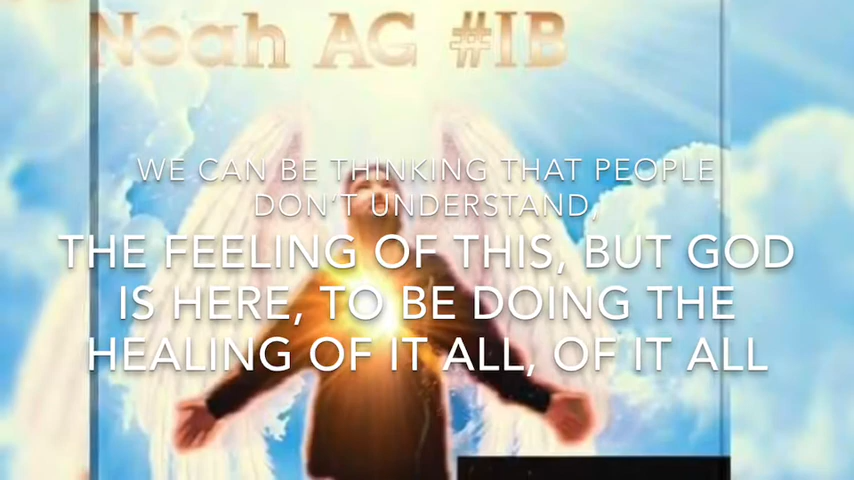 Noah AG #IB
WE CAN BE THINKING THAT PEOPLE
DON'T UNDERSTAND,
THE FEELING OF THIS, BUT GOD
IS HERE, TO BE DOING THE
HEALING OF IT ALL, OF IT ALL